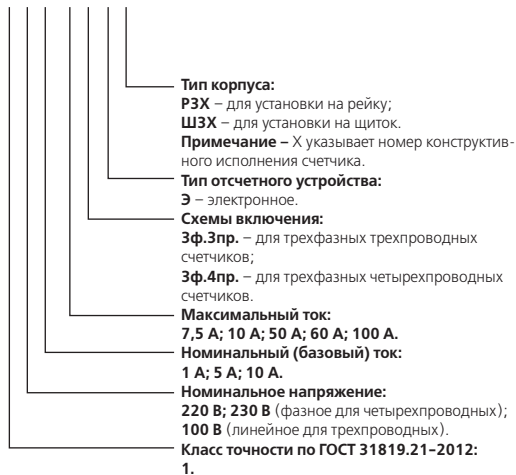 Тип корпуса:
Р3Х – для установки на рейку;
Ш3Х – для установки на щиток.
Примечание – Х указывает номер конструктив-
ного исполнения счетчика.
Тип отсчетного устройства:
Э – электронное.
Схемы включения:
3ф.3пр. – для трехфазных трехпроводных
счетчиков;
3ф.4пр. – для трехфазных четырехпроводных
счетчиков.
Максимальный ток:
7,5 А; 10 А; 50 А; 60 А; 100 А.
Номинальный (базовый) ток:
1 А; 5 А; 10 А.
Номинальное напряжение:
220 В; 230 В (фазное для четырехпроводных);
100 В (линейное для трехпроводных).
Класс точности по ГОСТ 31819.21–2012:
1.